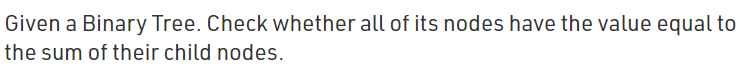 Given a Binary Tree. Check whether all of its nodes have the value equal to
the sum of their child nodes.